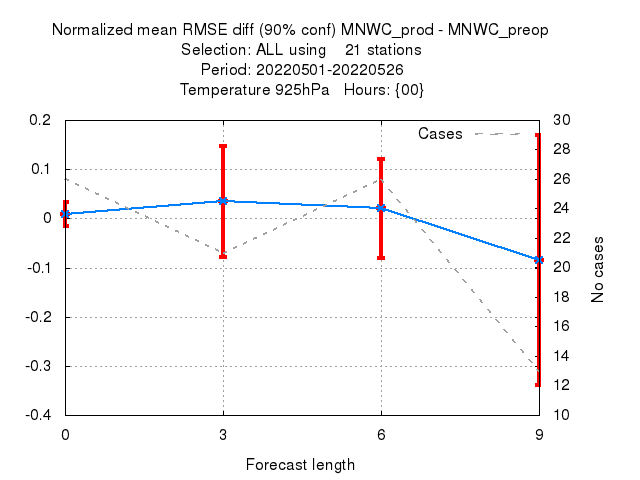 Normalized mean RMSE diff (90% conf) MNWC_prod - MNWC_preop
Selection: ALL using 21 stations
Period: 20220501-20220526
Temperature 925hPa Hours: {00}
Cases
0.2
0.1
0
-0.1
-0.2
-0.3
-0.4
30
28
26
24
22
20
18
16
14
12
10
No cases
0 3 6 9
Forecast length